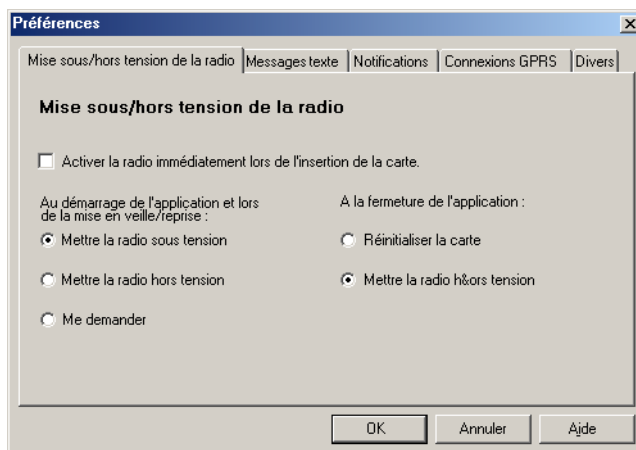 Préférences
Mise sous/hors tension de la radio
Messages texte
Notifications
Connexions GPRS
Divers
Mise sous/hors tension de la radio
Activer la radio immédiatement lors de l'insertion de la carte.
Au démarrage de l'application et lors
de la mise en veille/reprise :
Mettre la radio sous tension
Mettre la radio hors tension
Me demander
A la fermeture de l'application :
Réinitialiser la carte
Mettre la radio h&ors tension
OK
Annuler
Aide